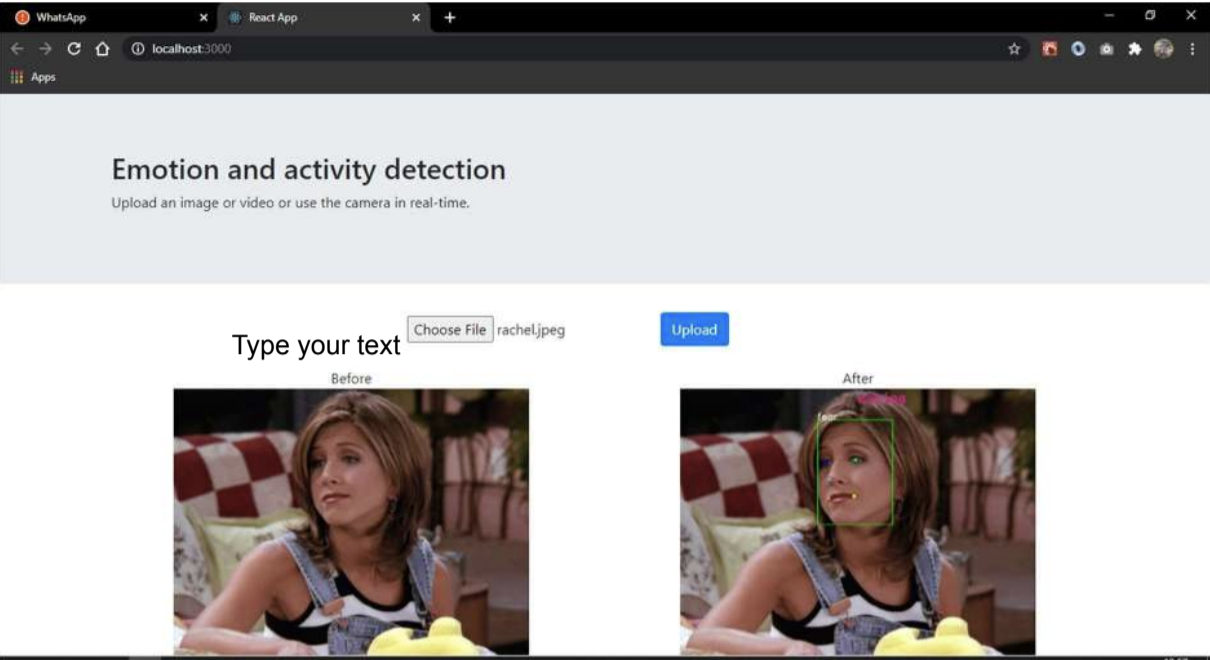 WhatsApp
React App
localhost:3000
Apps
Emotion and activity detection
Upload an image or video or use the camera in real-time.
Type your text
Choose File rachel.jpeg
Upload
Before
After
fear